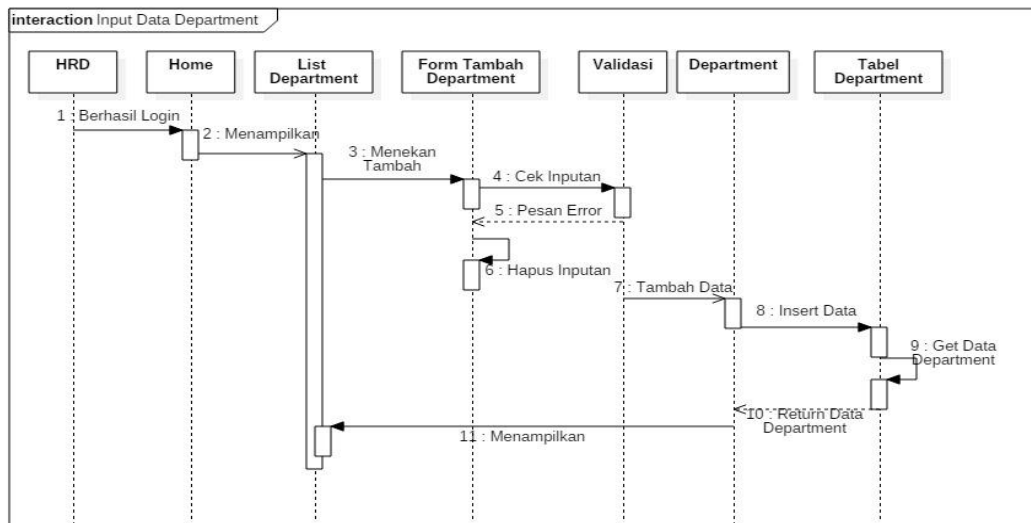 interaction Input Data Department
HRD
Home
List
Department
Form Tambah
Department
Validasi
Department
Tabel
Department
1 : Berhasil Login
2 : Menampilkan
3 : Menekan
Tambah
4 : Cek Inputan
5 : Pesan Error
6 : Hapus Inputan
7 : Tambah Data
8 : Insert Data
9 : Get Data
Department
10 : Return Data
Department
11 : Menampilkan